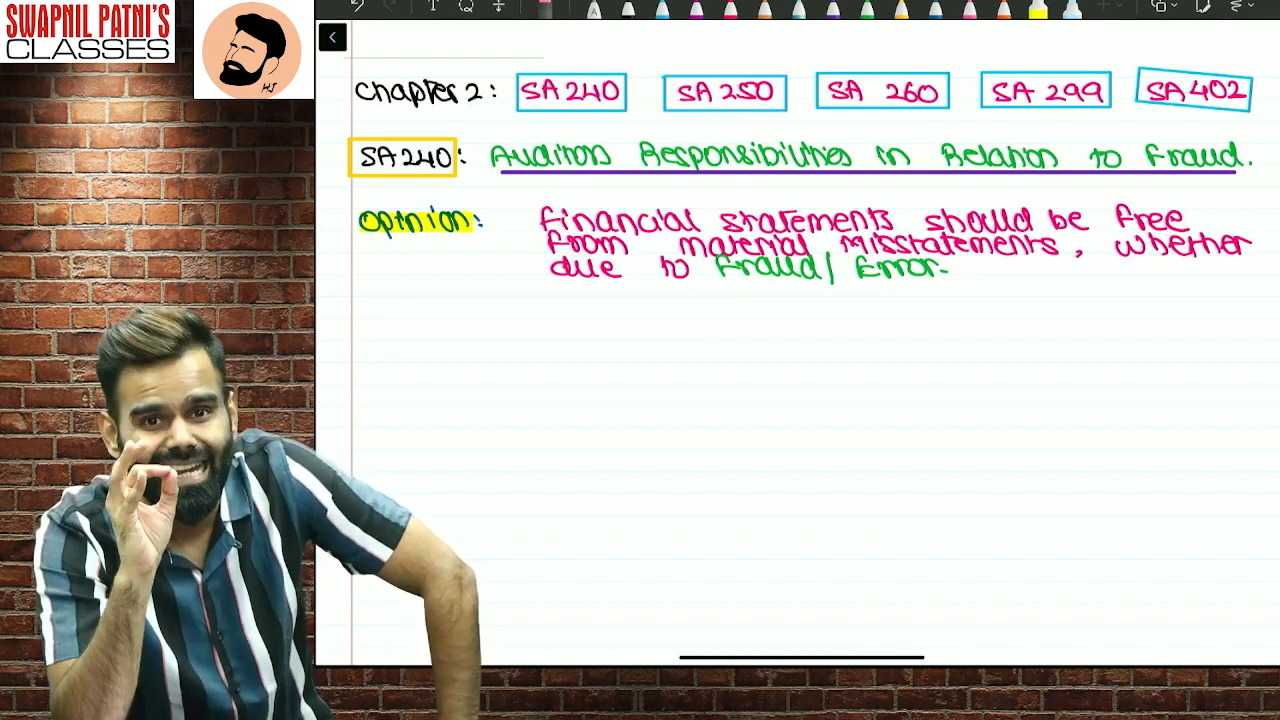 SWAPNIL PATNI'S
CLASSES
HJ
Chapter 2: SA 240 SA 250 SA 260 SA 299 SA 402
SA 240: Auditors Responsibilities in Relation to Fraud.
Opinion: Financial statements should be free
from material misstatements, whether
due to Fraud/ Error.